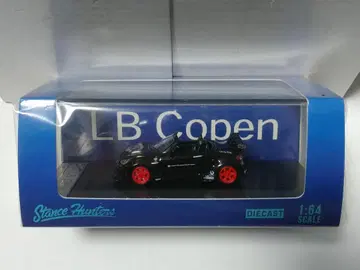 LB Copen
Stance Hunters
DIECAST
1:64
SCALE